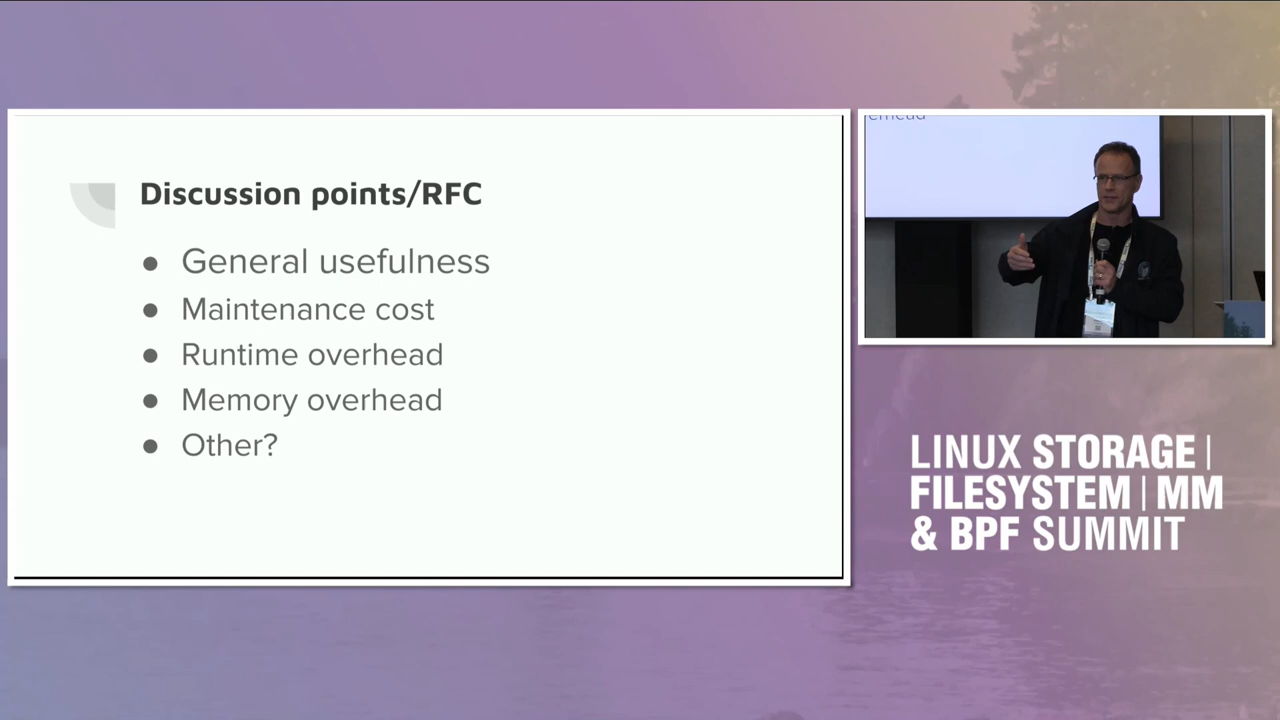 Discussion points/RFC
● General usefulness
● Maintenance cost
● Runtime overhead
● Memory overhead
● Other?
LINUX STORAGE |
FILESYSTEM | MM
& BPF SUMMIT